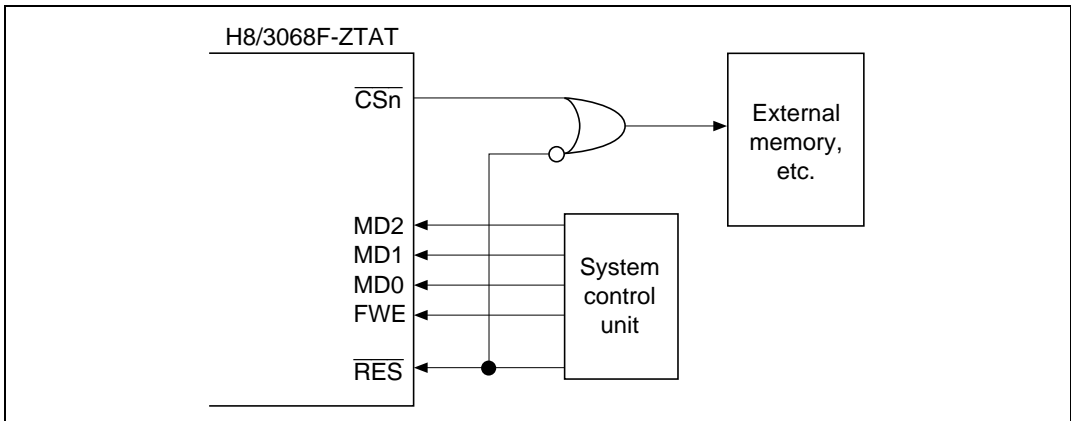 H8/3068F-ZTAT
CSn
External
memory,
etc.
MD2
MD1
MD0
FWE
RES
System
control
unit